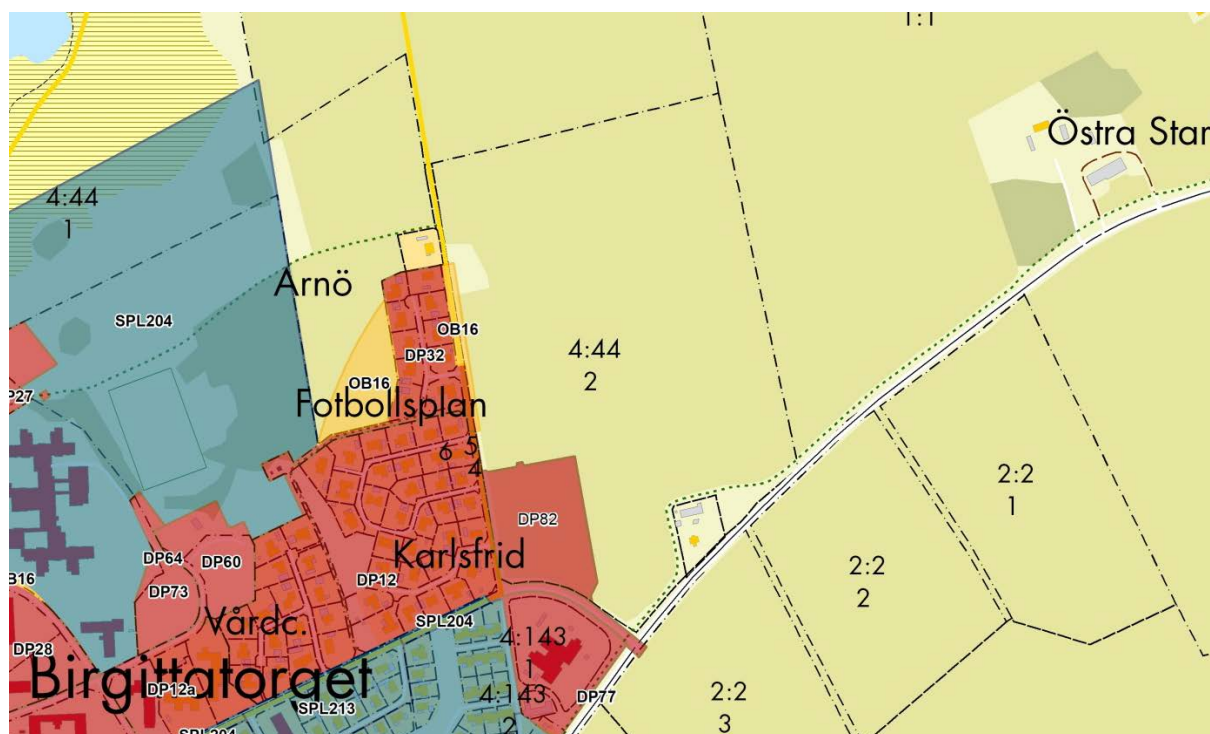 1:1
Östra Star
4:44
1
Arnö
SPL204
OB16
4:44
2
DP32
OB16
P27
Fotbollsplan
5
6
4
2:2
1
DP82
Karlsfrid
DP64
DP60
2:2
2
B16
DP73
DP12
Vårdc.
SPL204
4:143
1
DP28
Birgittatorget
DP12a
4:143
2
DP77
2:2
3
SPL213
SPL204